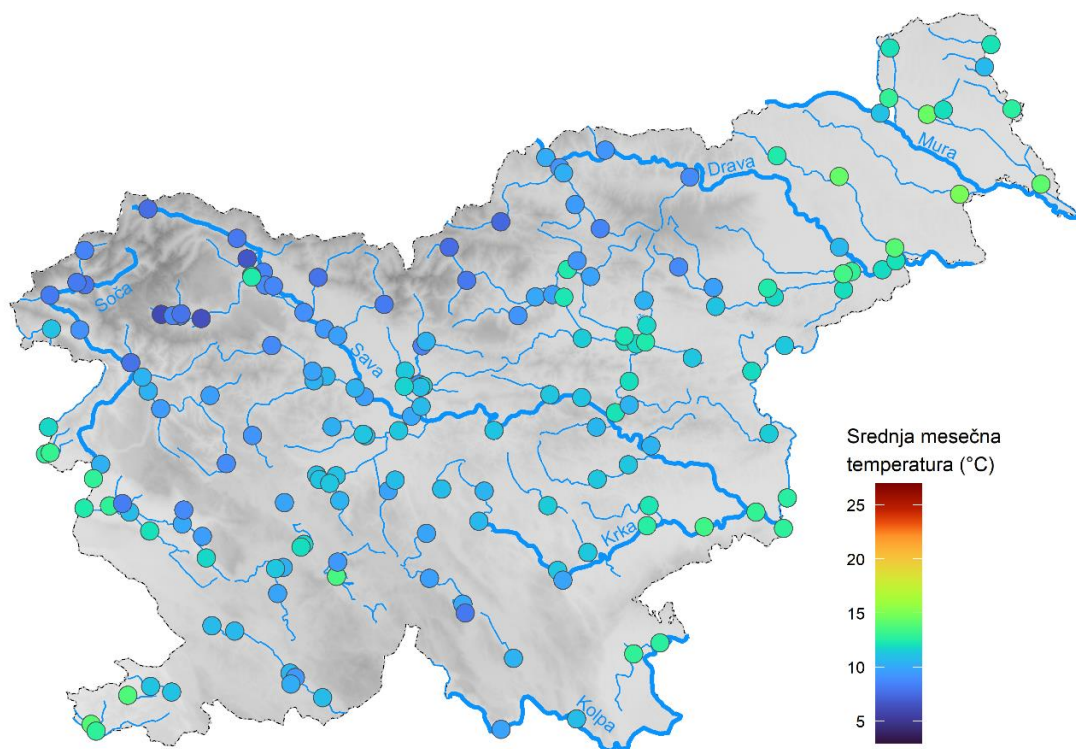 Mura
Drava
Soča
Sava
Krka
Kolpa
Srednja mesečna
temperatura (°C)
25
20
15
10
5